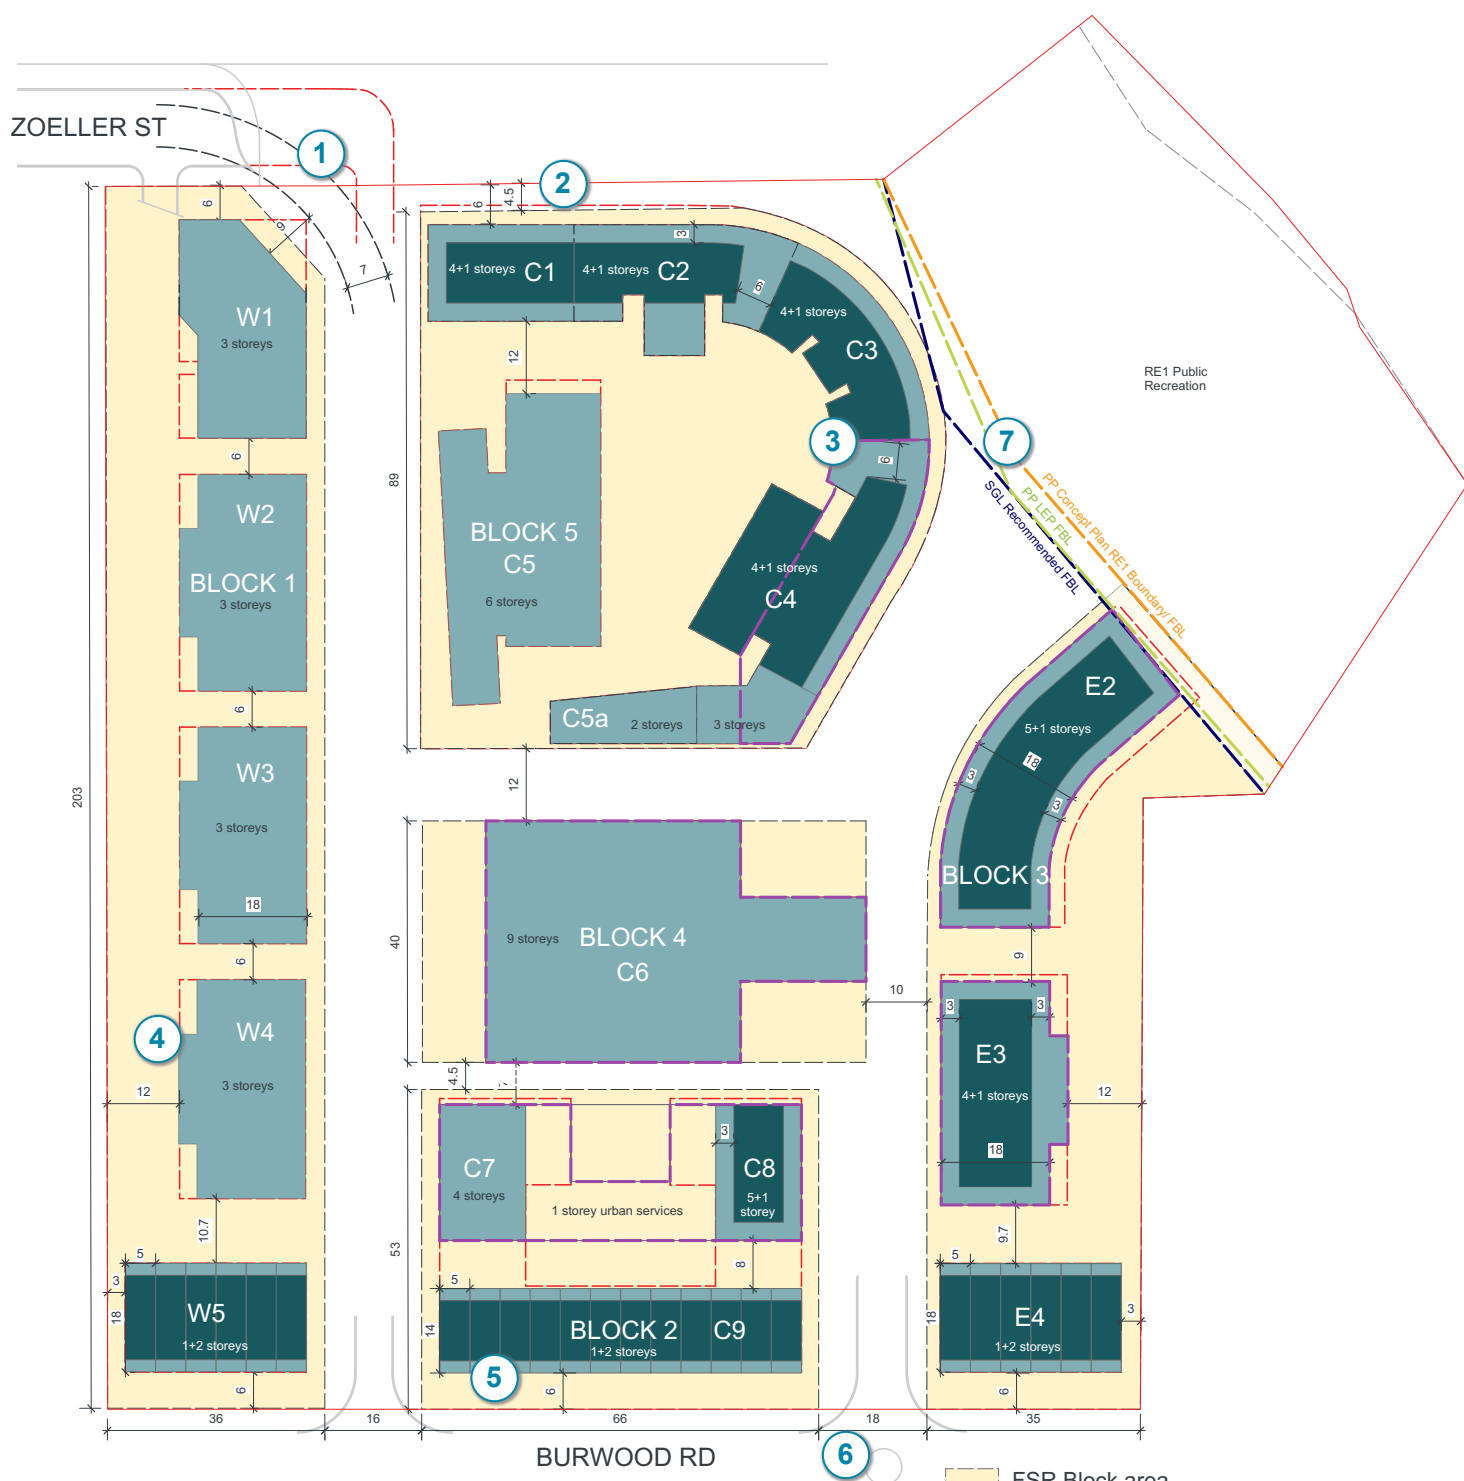 ZOELLER ST
1
2
6
6
4.5
9
7
3
4+1 storeys
C1
4+1 storeys
C2
6
4+1 storeys
C3
W1
3 storeys
12
RE1 Public
Recreation
3
7
6
6
89
W2
BLOCK 1
3 storeys
BLOCK 5
C5
6 storeys
4+1 storeys
C4
SGL Recommended FBL
PP LEP FBL
PP Concept Plan RE1 Boundary/ FBL
6
C5a
2 storeys
3 storeys
E2
5+1 storeys
18
3
3
W3
3 storeys
203
12
BLOCK 3
18
9 storeys
BLOCK 4
C6
40
6
9
10
4
W4
3 storeys
12
3
3
E3
4+1 storeys
12
18
4.5
3
C7
4 storeys
C8
5+1
storey
1 storey urban services
10.7
53
8
9.7
5
3
18
W5
1+2 storeys
5
14
BLOCK 2
C9
1+2 storeys
5
18
E4
1+2 storeys
3
5
6
6
6
36
16
66
18
35
BURWOOD RD
6
FSR Block area